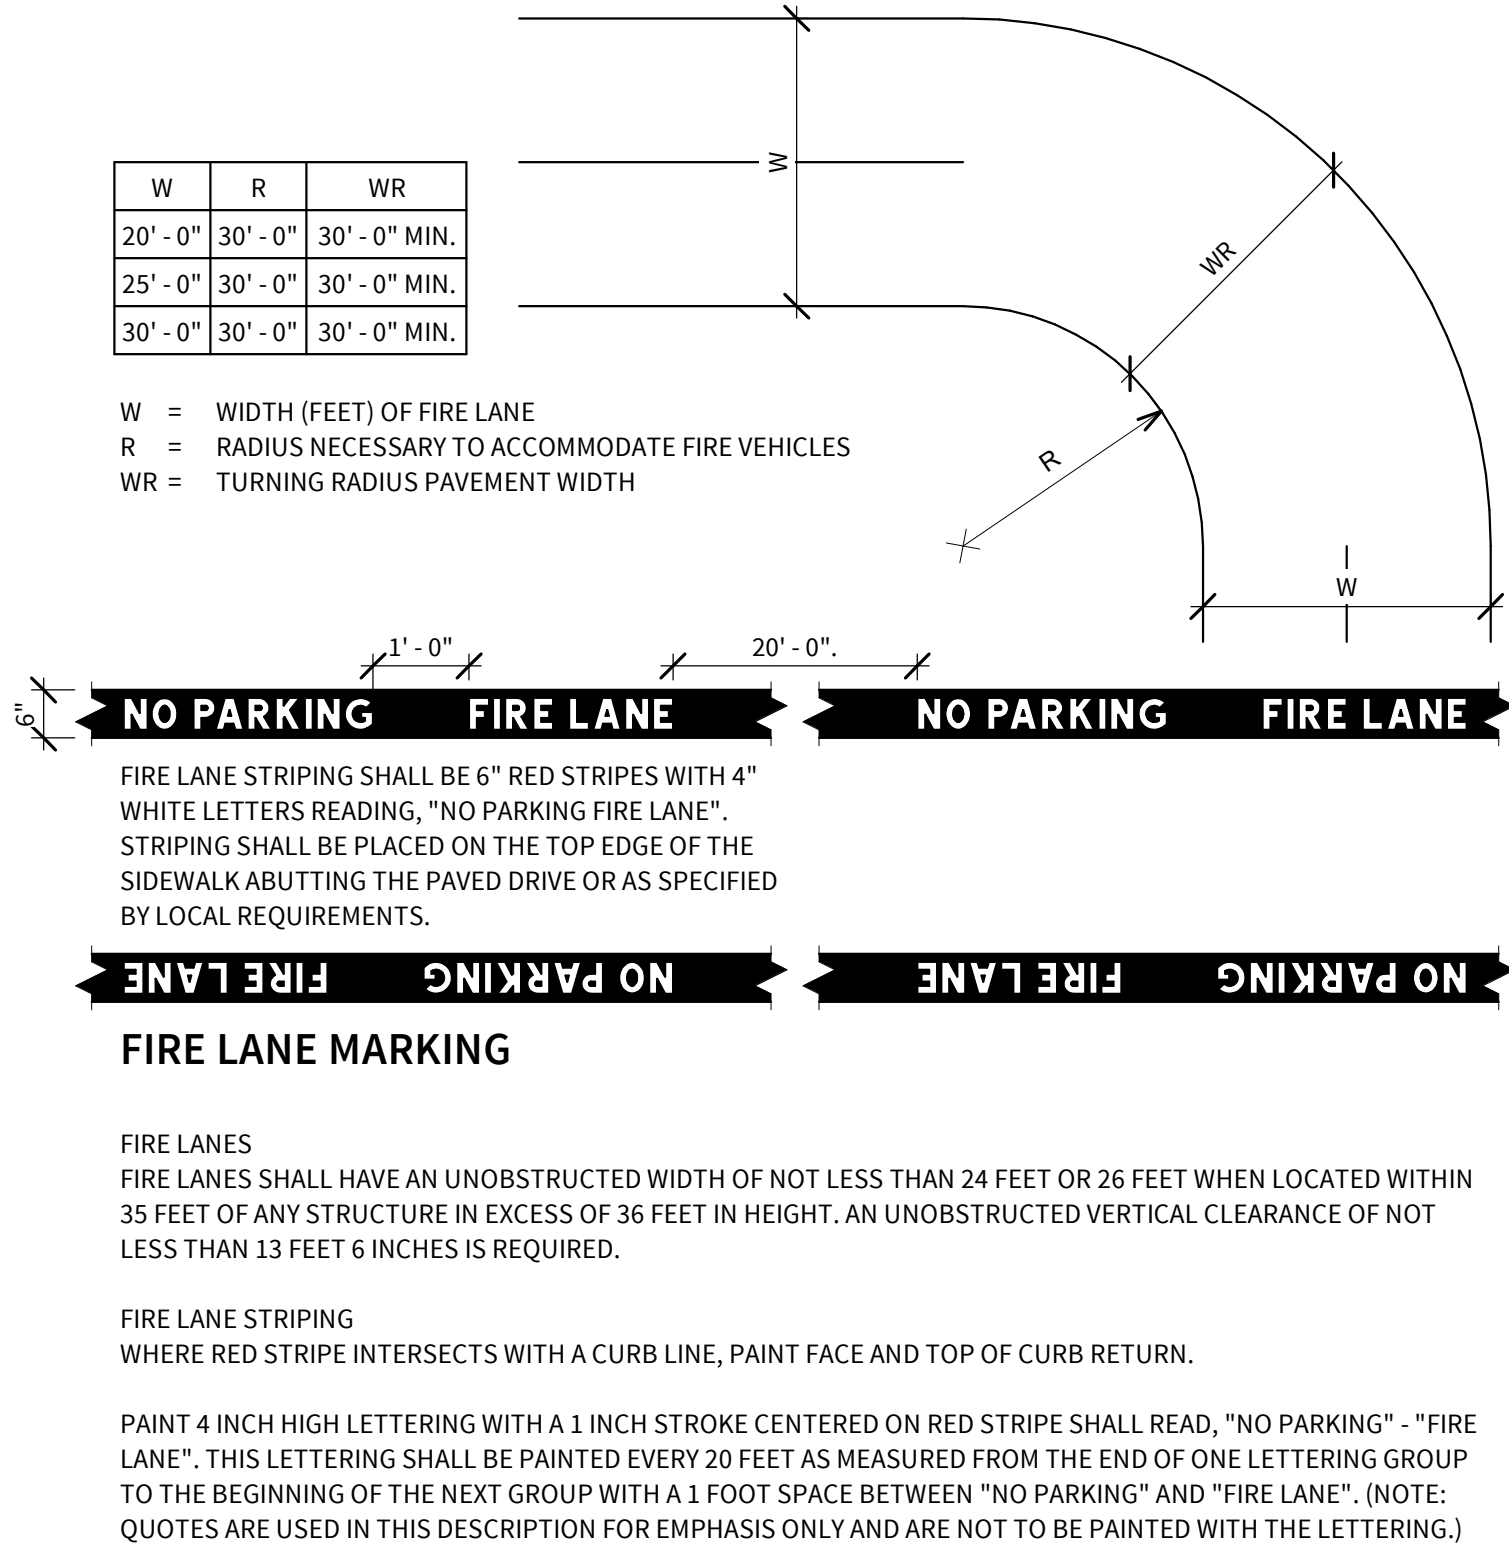 W
W R WR
20' - 0" 30' - 0" 30' - 0" MIN.
25' - 0" 30' - 0" 30' - 0" MIN.
30' - 0" 30' - 0" 30' - 0" MIN.
WR
W = WIDTH (FEET) OF FIRE LANE
R = RADIUS NECESSARY TO ACCOMMODATE FIRE VEHICLES
WR = TURNING RADIUS PAVEMENT WIDTH
R
W
1' - 0" 20' - 0".
6"
NO PARKING FIRE LANE NO PARKING FIRE LANE
FIRE LANE STRIPING SHALL BE 6" RED STRIPES WITH 4"
WHITE LETTERS READING, "NO PARKING FIRE LANE".
STRIPING SHALL BE PLACED ON THE TOP EDGE OF THE
SIDEWALK ABUTTING THE PAVED DRIVE OR AS SPECIFIED
BY LOCAL REQUIREMENTS.
NO PARKING FIRE LANE NO PARKING FIRE LANE
FIRE LANE MARKING
FIRE LANES
FIRE LANES SHALL HAVE AN UNOBSTRUCTED WIDTH OF NOT LESS THAN 24 FEET OR 26 FEET WHEN LOCATED WITHIN
35 FEET OF ANY STRUCTURE IN EXCESS OF 36 FEET IN HEIGHT. AN UNOBSTRUCTED VERTICAL CLEARANCE OF NOT
LESS THAN 13 FEET 6 INCHES IS REQUIRED.
FIRE LANE STRIPING
WHERE RED STRIPE INTERSECTS WITH A CURB LINE, PAINT FACE AND TOP OF CURB RETURN.
PAINT 4 INCH HIGH LETTERING WITH A 1 INCH STROKE CENTERED ON RED STRIPE SHALL READ, "NO PARKING" - "FIRE
LANE". THIS LETTERING SHALL BE PAINTED EVERY 20 FEET AS MEASURED FROM THE END OF ONE LETTERING GROUP
TO THE BEGINNING OF THE NEXT GROUP WITH A 1 FOOT SPACE BETWEEN "NO PARKING" AND "FIRE LANE". (NOTE:
QUOTES ARE USED IN THIS DESCRIPTION FOR EMPHASIS ONLY AND ARE NOT TO BE PAINTED WITH THE LETTERING.)